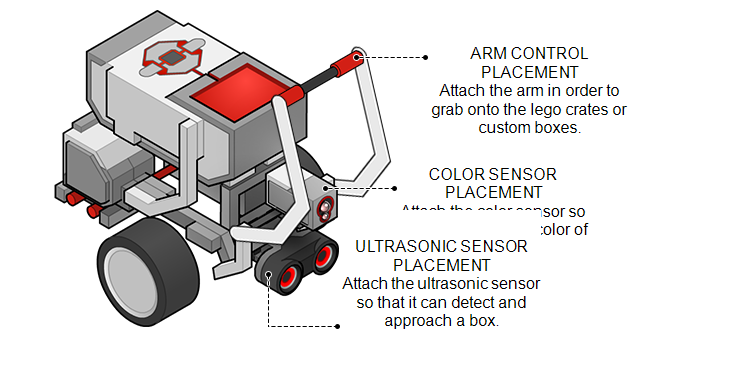 ARM CONTROL
PLACEMENT
Attach the arm in order to
grab onto the lego crates or
custom boxes.
COLOR SENSOR
PLACEMENT
Attach the color sensor so
color of
ULTRASONIC SENSOR
PLACEMENT
Attach the ultrasonic sensor
so that it can detect and
approach a box.